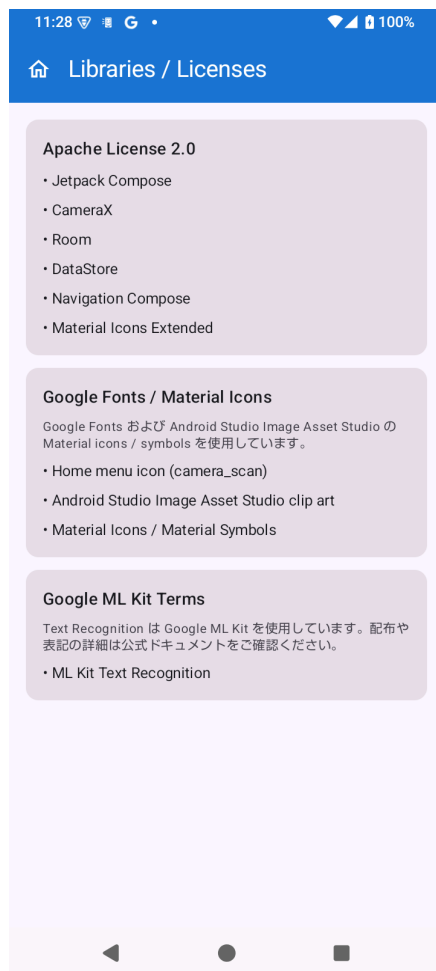 11:28 100%
Libraries / Licenses
Apache License 2.0
• Jetpack Compose
• CameraX
• Room
• DataStore
• Navigation Compose
• Material Icons Extended
Google Fonts / Material Icons
Google Fonts および Android Studio Image Asset Studio の
Material icons / symbols を使用しています。
• Home menu icon (camera_scan)
• Android Studio Image Asset Studio clip art
• Material Icons / Material Symbols
Google ML Kit Terms
Text Recognition は Google ML Kit を使用しています。配布や
表記の詳細は公式ドキュメントをご確認ください。
• ML Kit Text Recognition